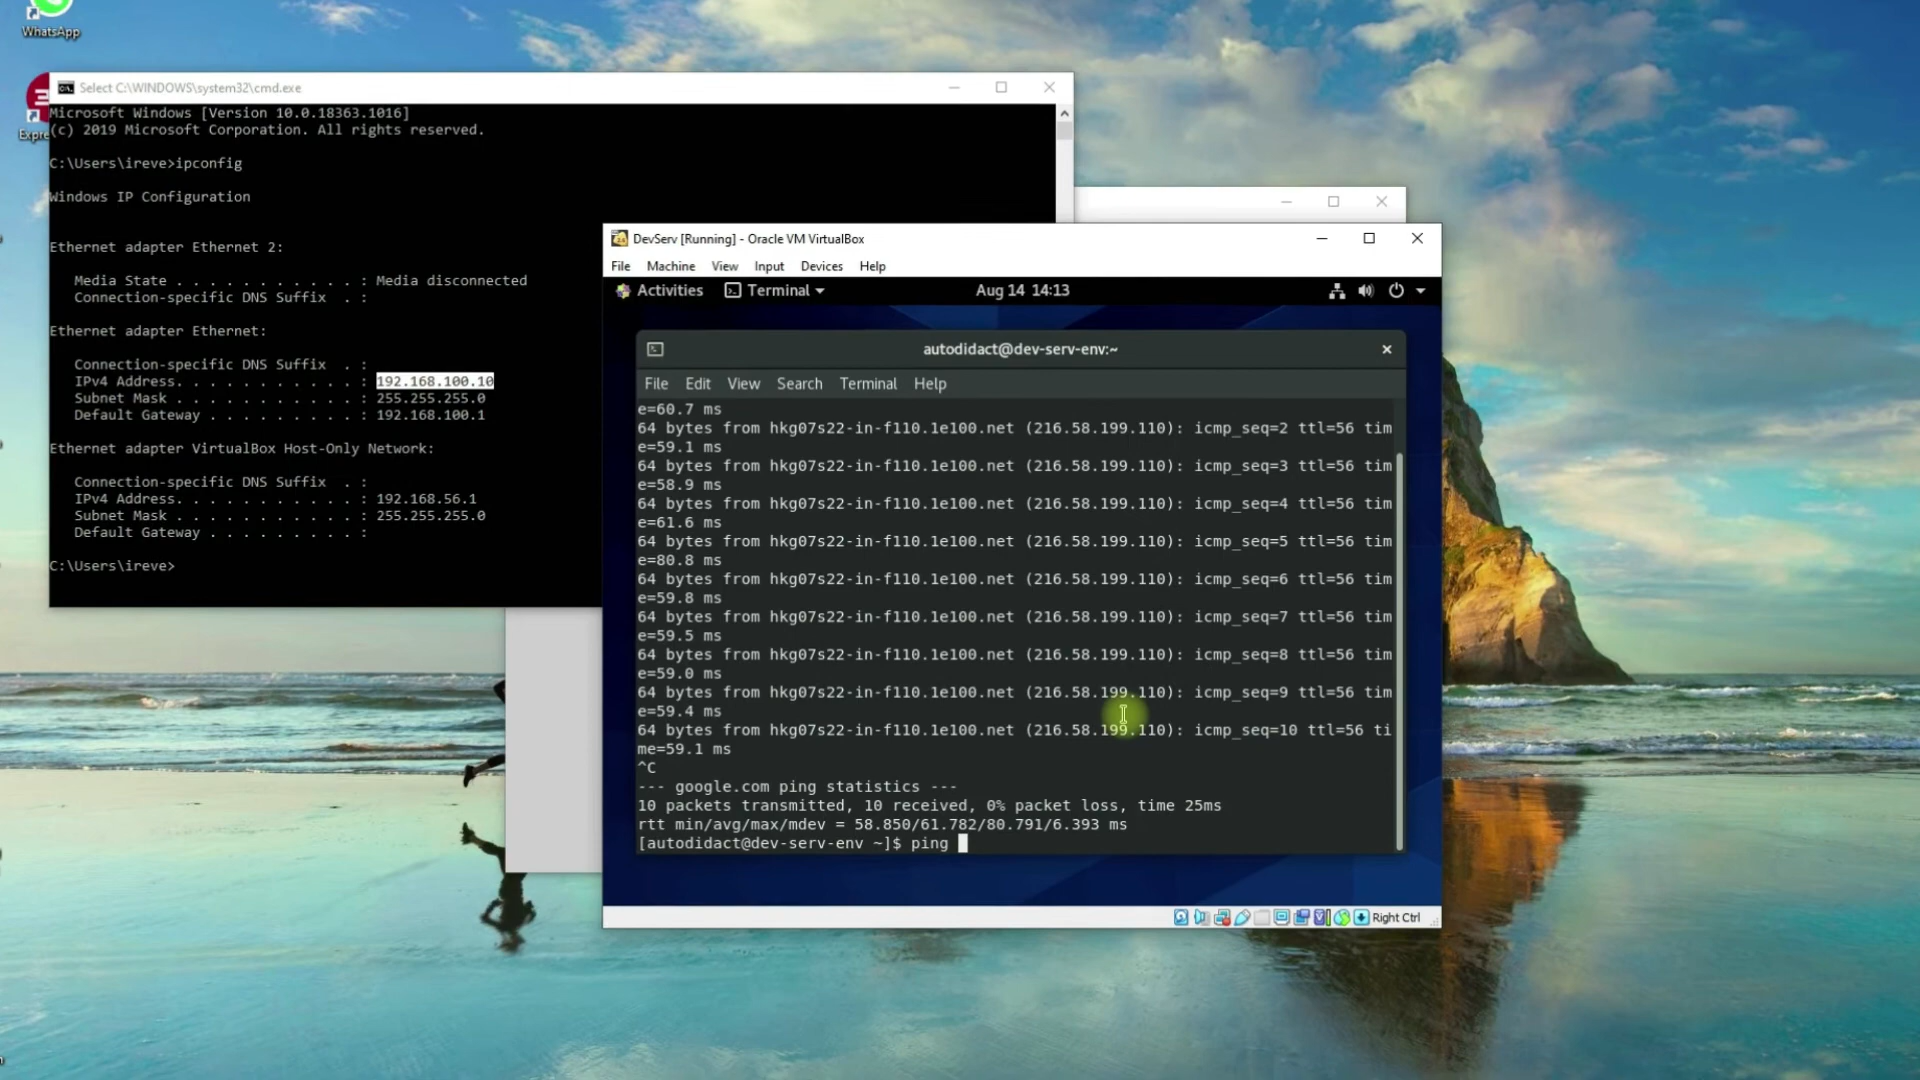 WhatsApp
Expre
Select C:\WINDOWS\system32\cmd.exe
Microsoft Windows [Version 10.0.18363.1016]
(c) 2019 Microsoft Corporation. All rights reserved.
C:\Users\ireve>ipconfig
Windows IP Configuration
Ethernet adapter Ethernet 2:
Media State . . . . . . . . . . . : Media disconnected
Connection-specific DNS Suffix . :
Ethernet adapter Ethernet:
Connection-specific DNS Suffix . :
IPv4 Address. . . . . . . . . . . : 192.168.100.10
Subnet Mask . . . . . . . . . . . : 255.255.255.0
Default Gateway . . . . . . . . . : 192.168.100.1
Ethernet adapter VirtualBox Host-Only Network:
Connection-specific DNS Suffix . :
IPv4 Address. . . . . . . . . . . : 192.168.56.1
Subnet Mask . . . . . . . . . . . : 255.255.255.0
Default Gateway . . . . . . . . . :
C:\Users\ireve>
DevServ [Running] - Oracle VM VirtualBox
File Machine View Input Devices Help
Activities Terminal Aug 14 14:13
autodidact@dev-serv-env:~
File Edit View Search Terminal Help
e=60.7 ms
64 bytes from hkg07s22-in-f110.1e100.net (216.58.199.110): icmp_seq=2 ttl=56 tim
e=59.1 ms
64 bytes from hkg07s22-in-f110.1e100.net (216.58.199.110): icmp_seq=3 ttl=56 tim
e=58.9 ms
64 bytes from hkg07s22-in-f110.1e100.net (216.58.199.110): icmp_seq=4 ttl=56 tim
e=61.6 ms
64 bytes from hkg07s22-in-f110.1e100.net (216.58.199.110): icmp_seq=5 ttl=56 tim
e=80.8 ms
64 bytes from hkg07s22-in-f110.1e100.net (216.58.199.110): icmp_seq=6 ttl=56 tim
e=59.8 ms
64 bytes from hkg07s22-in-f110.1e100.net (216.58.199.110): icmp_seq=7 ttl=56 tim
e=59.5 ms
64 bytes from hkg07s22-in-f110.1e100.net (216.58.199.110): icmp_seq=8 ttl=56 tim
e=59.0 ms
64 bytes from hkg07s22-in-f110.1e100.net (216.58.199.110): icmp_seq=9 ttl=56 tim
e=59.4 ms
64 bytes from hkg07s22-in-f110.1e100.net (216.58.199.110): icmp_seq=10 ttl=56 ti
me=59.1 ms
^C
--- google.com ping statistics ---
10 packets transmitted, 10 received, 0% packet loss, time 25ms
rtt min/avg/max/mdev = 58.850/61.782/80.791/6.393 ms
[autodidact@dev-serv-env ~]$ ping
Right Ctrl